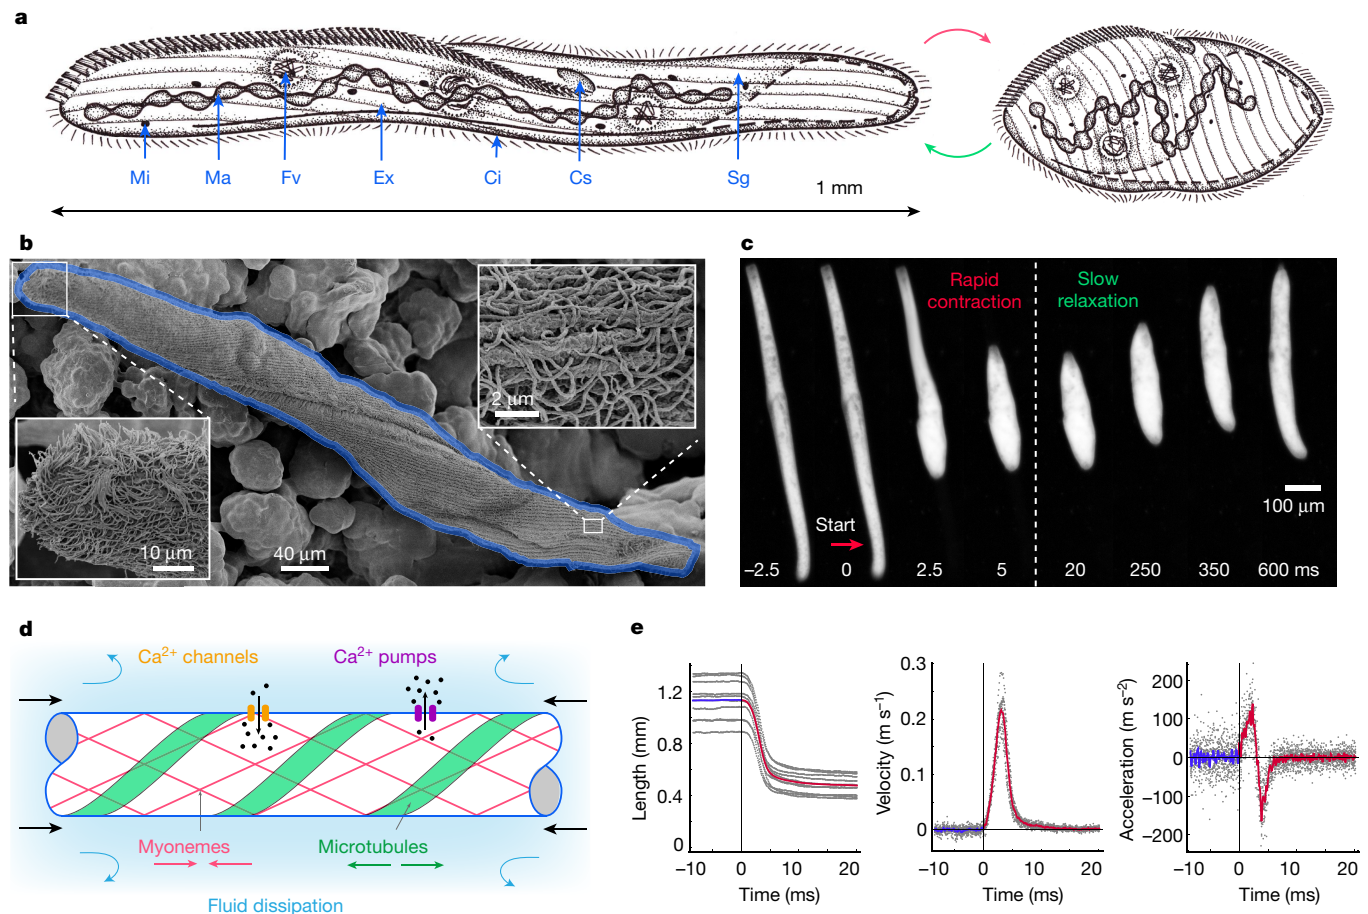 a
Mi
Ma
Fv
Ex
Ci
Cs
Sg
1 mm
b
2 µm
10 µm
40 µm
c
Rapid
contraction
Slow
relaxation
Start
100 µm
–2.5
0
2.5
5
20
250
350
600 ms
d
Ca2+ channels
Ca2+ pumps
Myonemes
Microtubules
Fluid dissipation
e
Length (mm)
1.2
0.8
0.4
0
–10
0
10
20
Time (ms)
Velocity (m s–1)
0.3
0.2
0.1
0
–10
0
10
20
Time (ms)
Acceleration (m s–2)
200
100
0
–100
–200
–10
0
10
20
Time (ms)